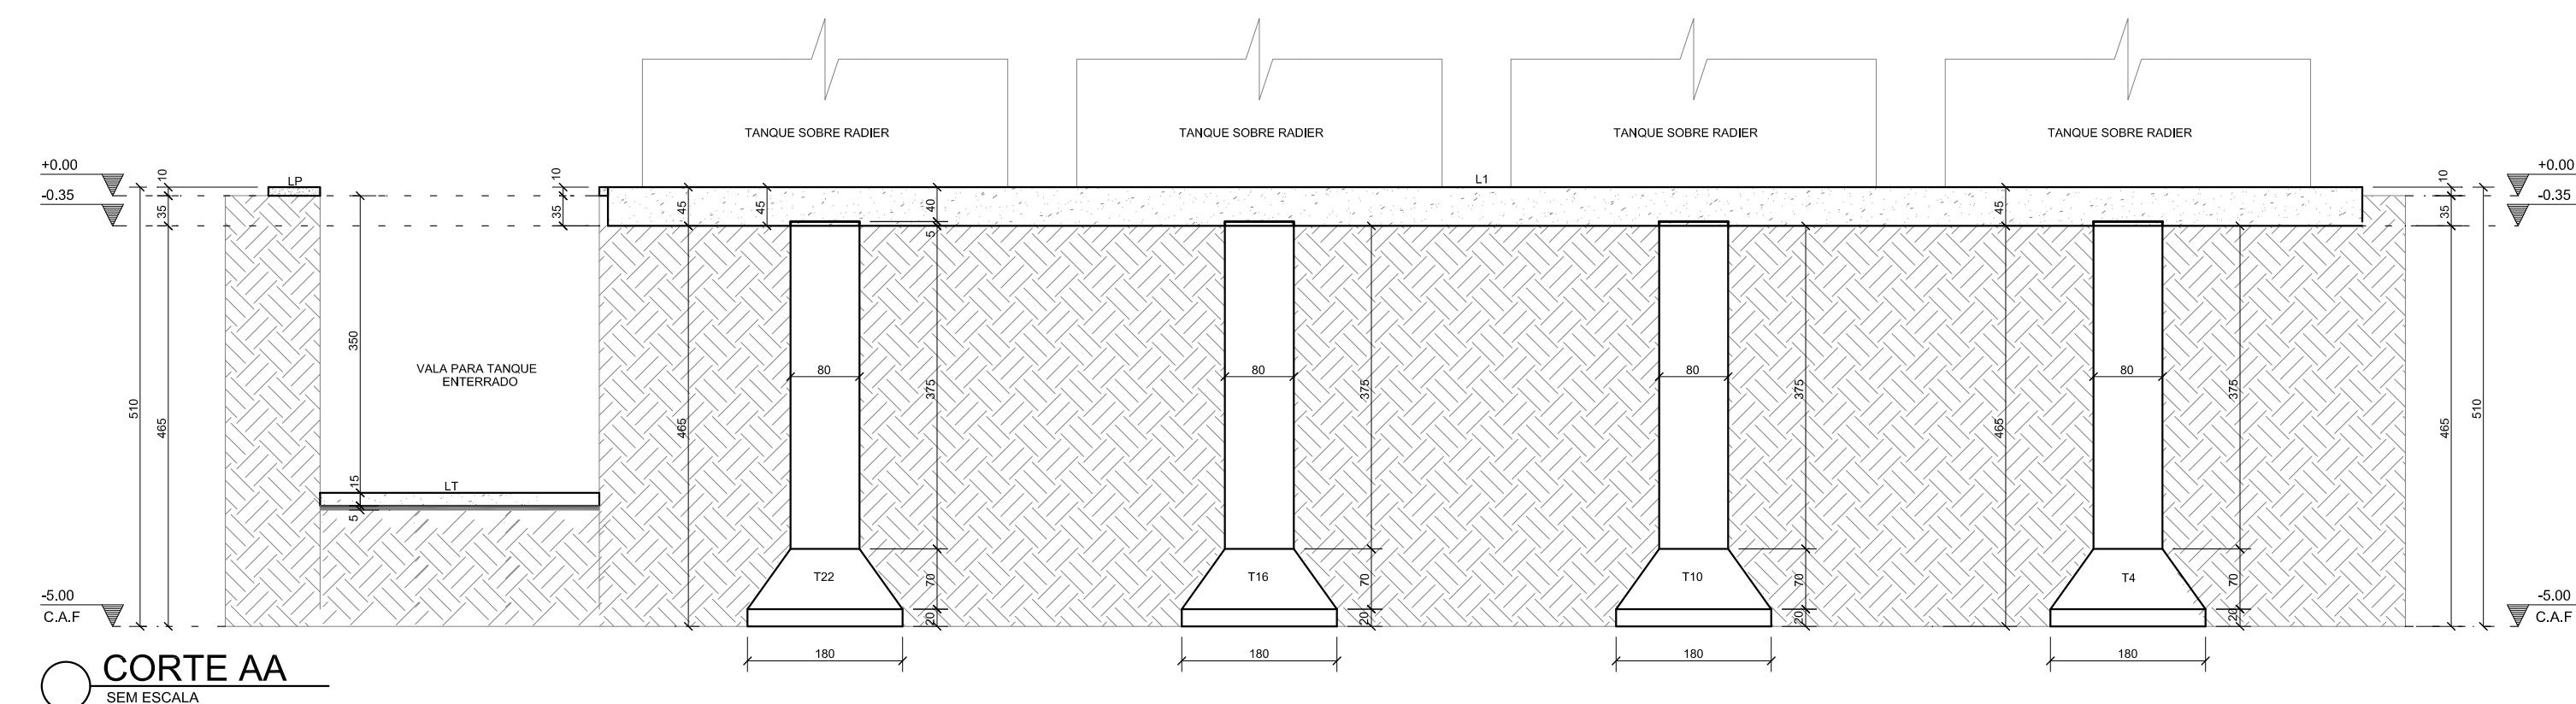 TANQUE SOBRE RADIER
TANQUE SOBRE RADIER
TANQUE SOBRE RADIER
TANQUE SOBRE RADIER
+0.00
-0.35
10
35
LP
10
35
45
45
40
5
L1
45
10
35
+0.00
-0.35
510
465
350
VALA PARA TANQUE
ENTERRADO
15
LT
5
465
80
375
80
375
80
375
465
80
375
465
510
-5.00
C.A.F
T22
70
20
T16
70
20
T10
70
20
T4
70
20
-5.00
C.A.F
180
180
180
180
CORTE AA
SEM ESCALA